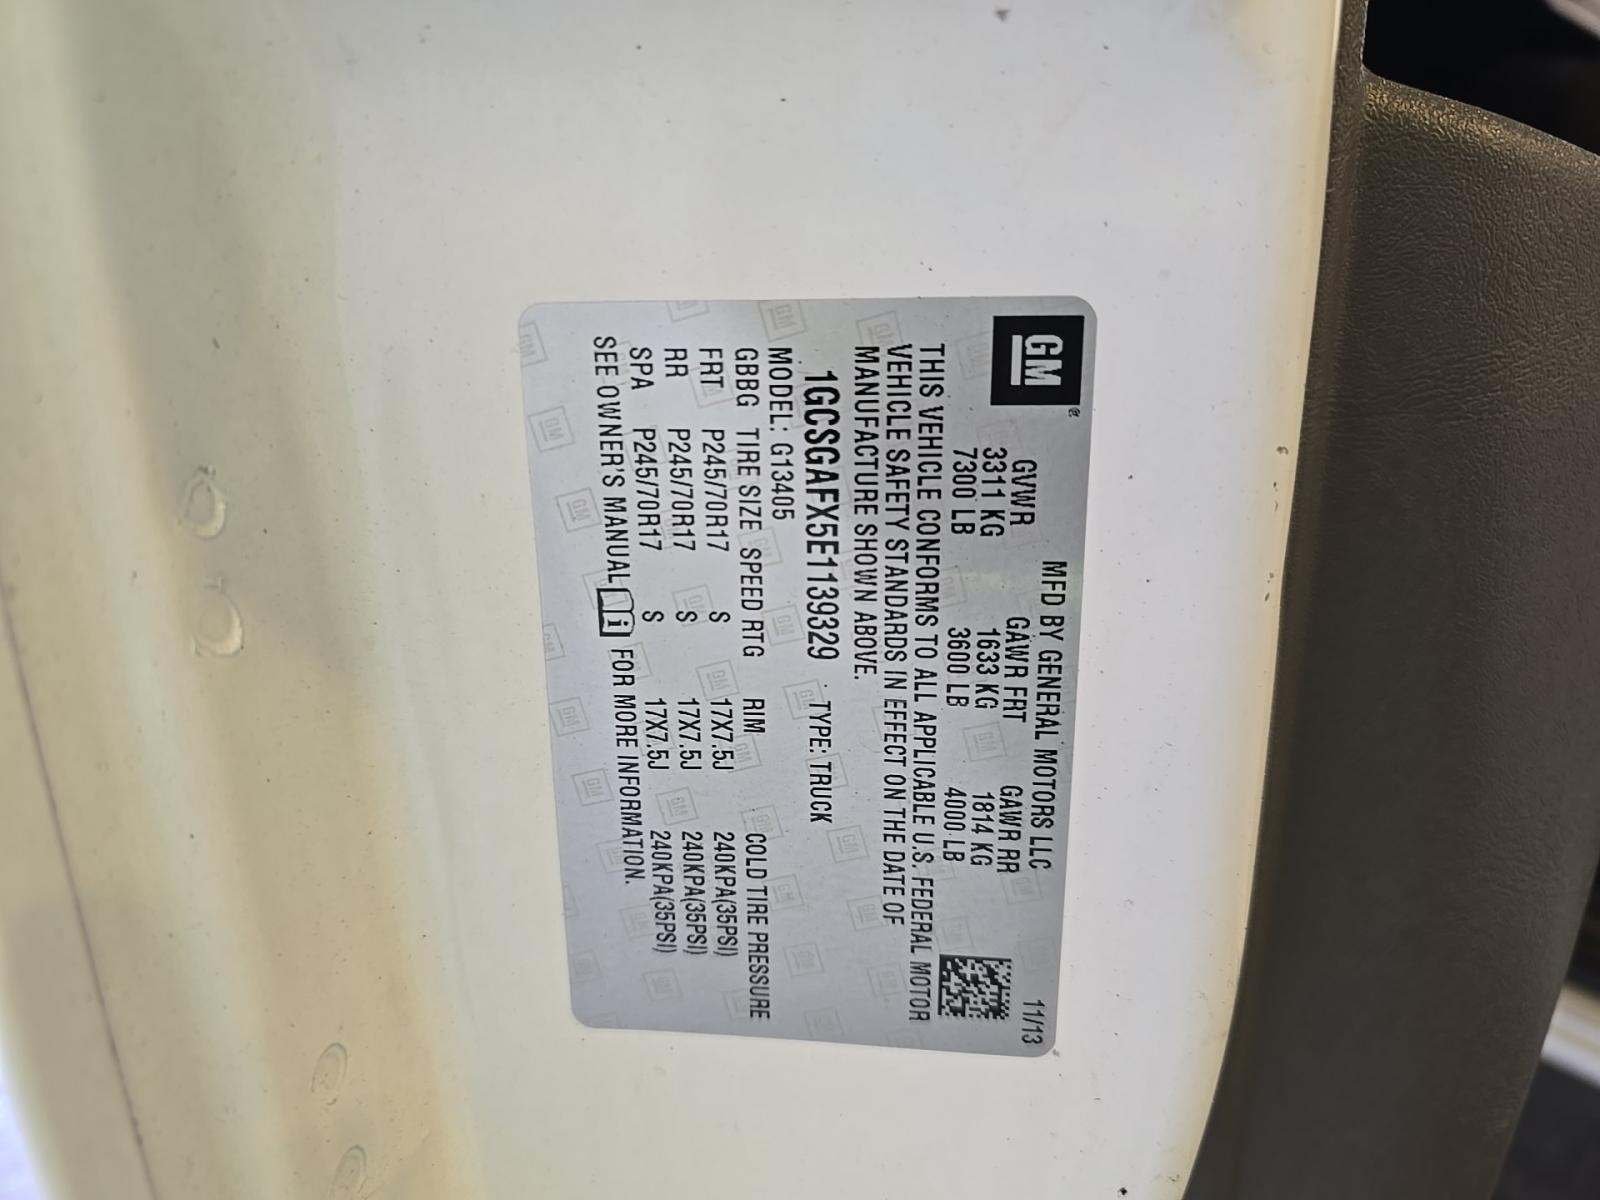 GM
MFD BY GENERAL MOTORS LLC 11/13
GVWR GAWR FRT GAWR RR
3311 KG 1633 KG 1814 KG
7300 LB 3600 LB 4000 LB
THIS VEHICLE CONFORMS TO ALL APPLICABLE U.S. FEDERAL MOTOR
VEHICLE SAFETY STANDARDS IN EFFECT ON THE DATE OF
MANUFACTURE SHOWN ABOVE.
1GCSGAFX5E1139329 TYPE: TRUCK
MODEL: G13405
GBBG TIRE SIZE SPEED RTG RIM COLD TIRE PRESSURE
FRT P245/70R17 S 17X7.5J 240KPA(35PSI)
RR P245/70R17 S 17X7.5J 240KPA(35PSI)
SPA P245/70R17 S 17X7.5J 240KPA(35PSI)
SEE OWNER'S MANUAL i FOR MORE INFORMATION.